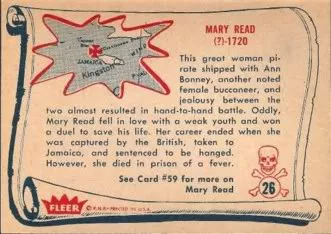 MARY READ
(?)-1720
JAMAICA
Kingston
This great woman pi-
rate shipped with Ann
Bonney, another noted
female buccaneer, and
jealousy between the
two almost resulted in hand-to-hand battle. Oddly,
Mary Read fell in love with a weak youth and won
a duel to save his life. Her career ended when she
was captured by the British, taken to
Jamaica, and sentenced to be hanged.
However, she died in prison of a fever.
See Card #59 for more on
Mary Read
26
FLEER
PRINTED IN U.S.A.